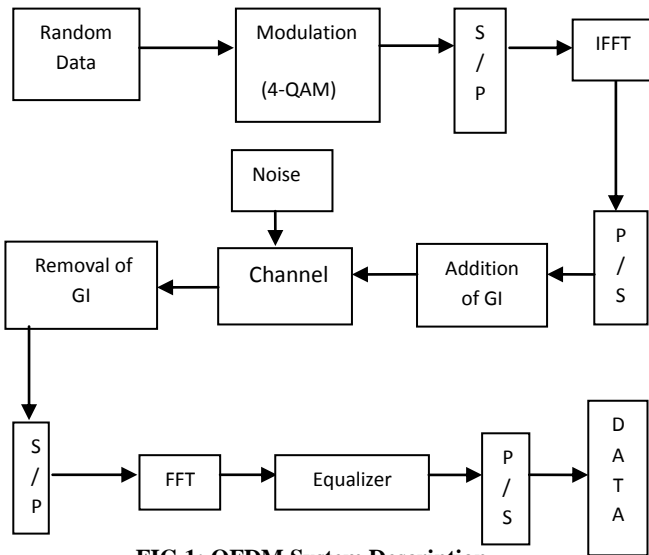 Random
Data
Modulation
(4-QAM)
S
/
P
IFFT
Noise
P
/
S
Addition
of GI
Channel
Removal of
GI
S
/
P
FFT
Equalizer
P
/
S
D
A
T
A
FIG 1: OFDM System Description